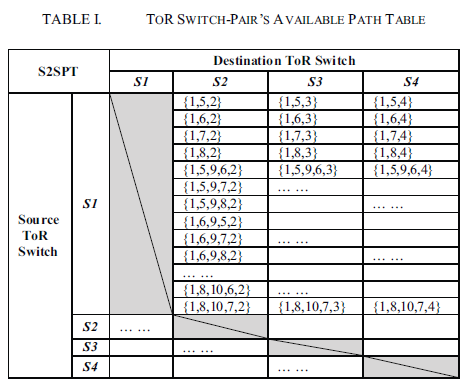 TABLE I. TOR SWITCH-PAIR'S AVAILABLE PATH TABLE
S2SPT Destination ToR Switch
S1 S2 S3 S4
Source ToR Switch
S1
{1,5,2} {1,5,3} {1,5,4}
{1,6,2} {1,6,3} {1,6,4}
{1,7,2} {1,7,3} {1,7,4}
{1,8,2} {1,8,3} {1,8,4}
{1,5,9,6,2} {1,5,9,6,3} {1,5,9,6,4}
{1,5,9,7,2} ... ...
{1,5,9,8,2} ... ...
{1,6,9,5,2}
{1,6,9,7,2} ... ...
{1,6,9,8,2} ... ...
... ...
{1,8,10,6,2} ... ...
{1,8,10,7,2} {1,8,10,7,3} {1,8,10,7,4}
S2 ... ...
S3 ... ...
S4 ... ...